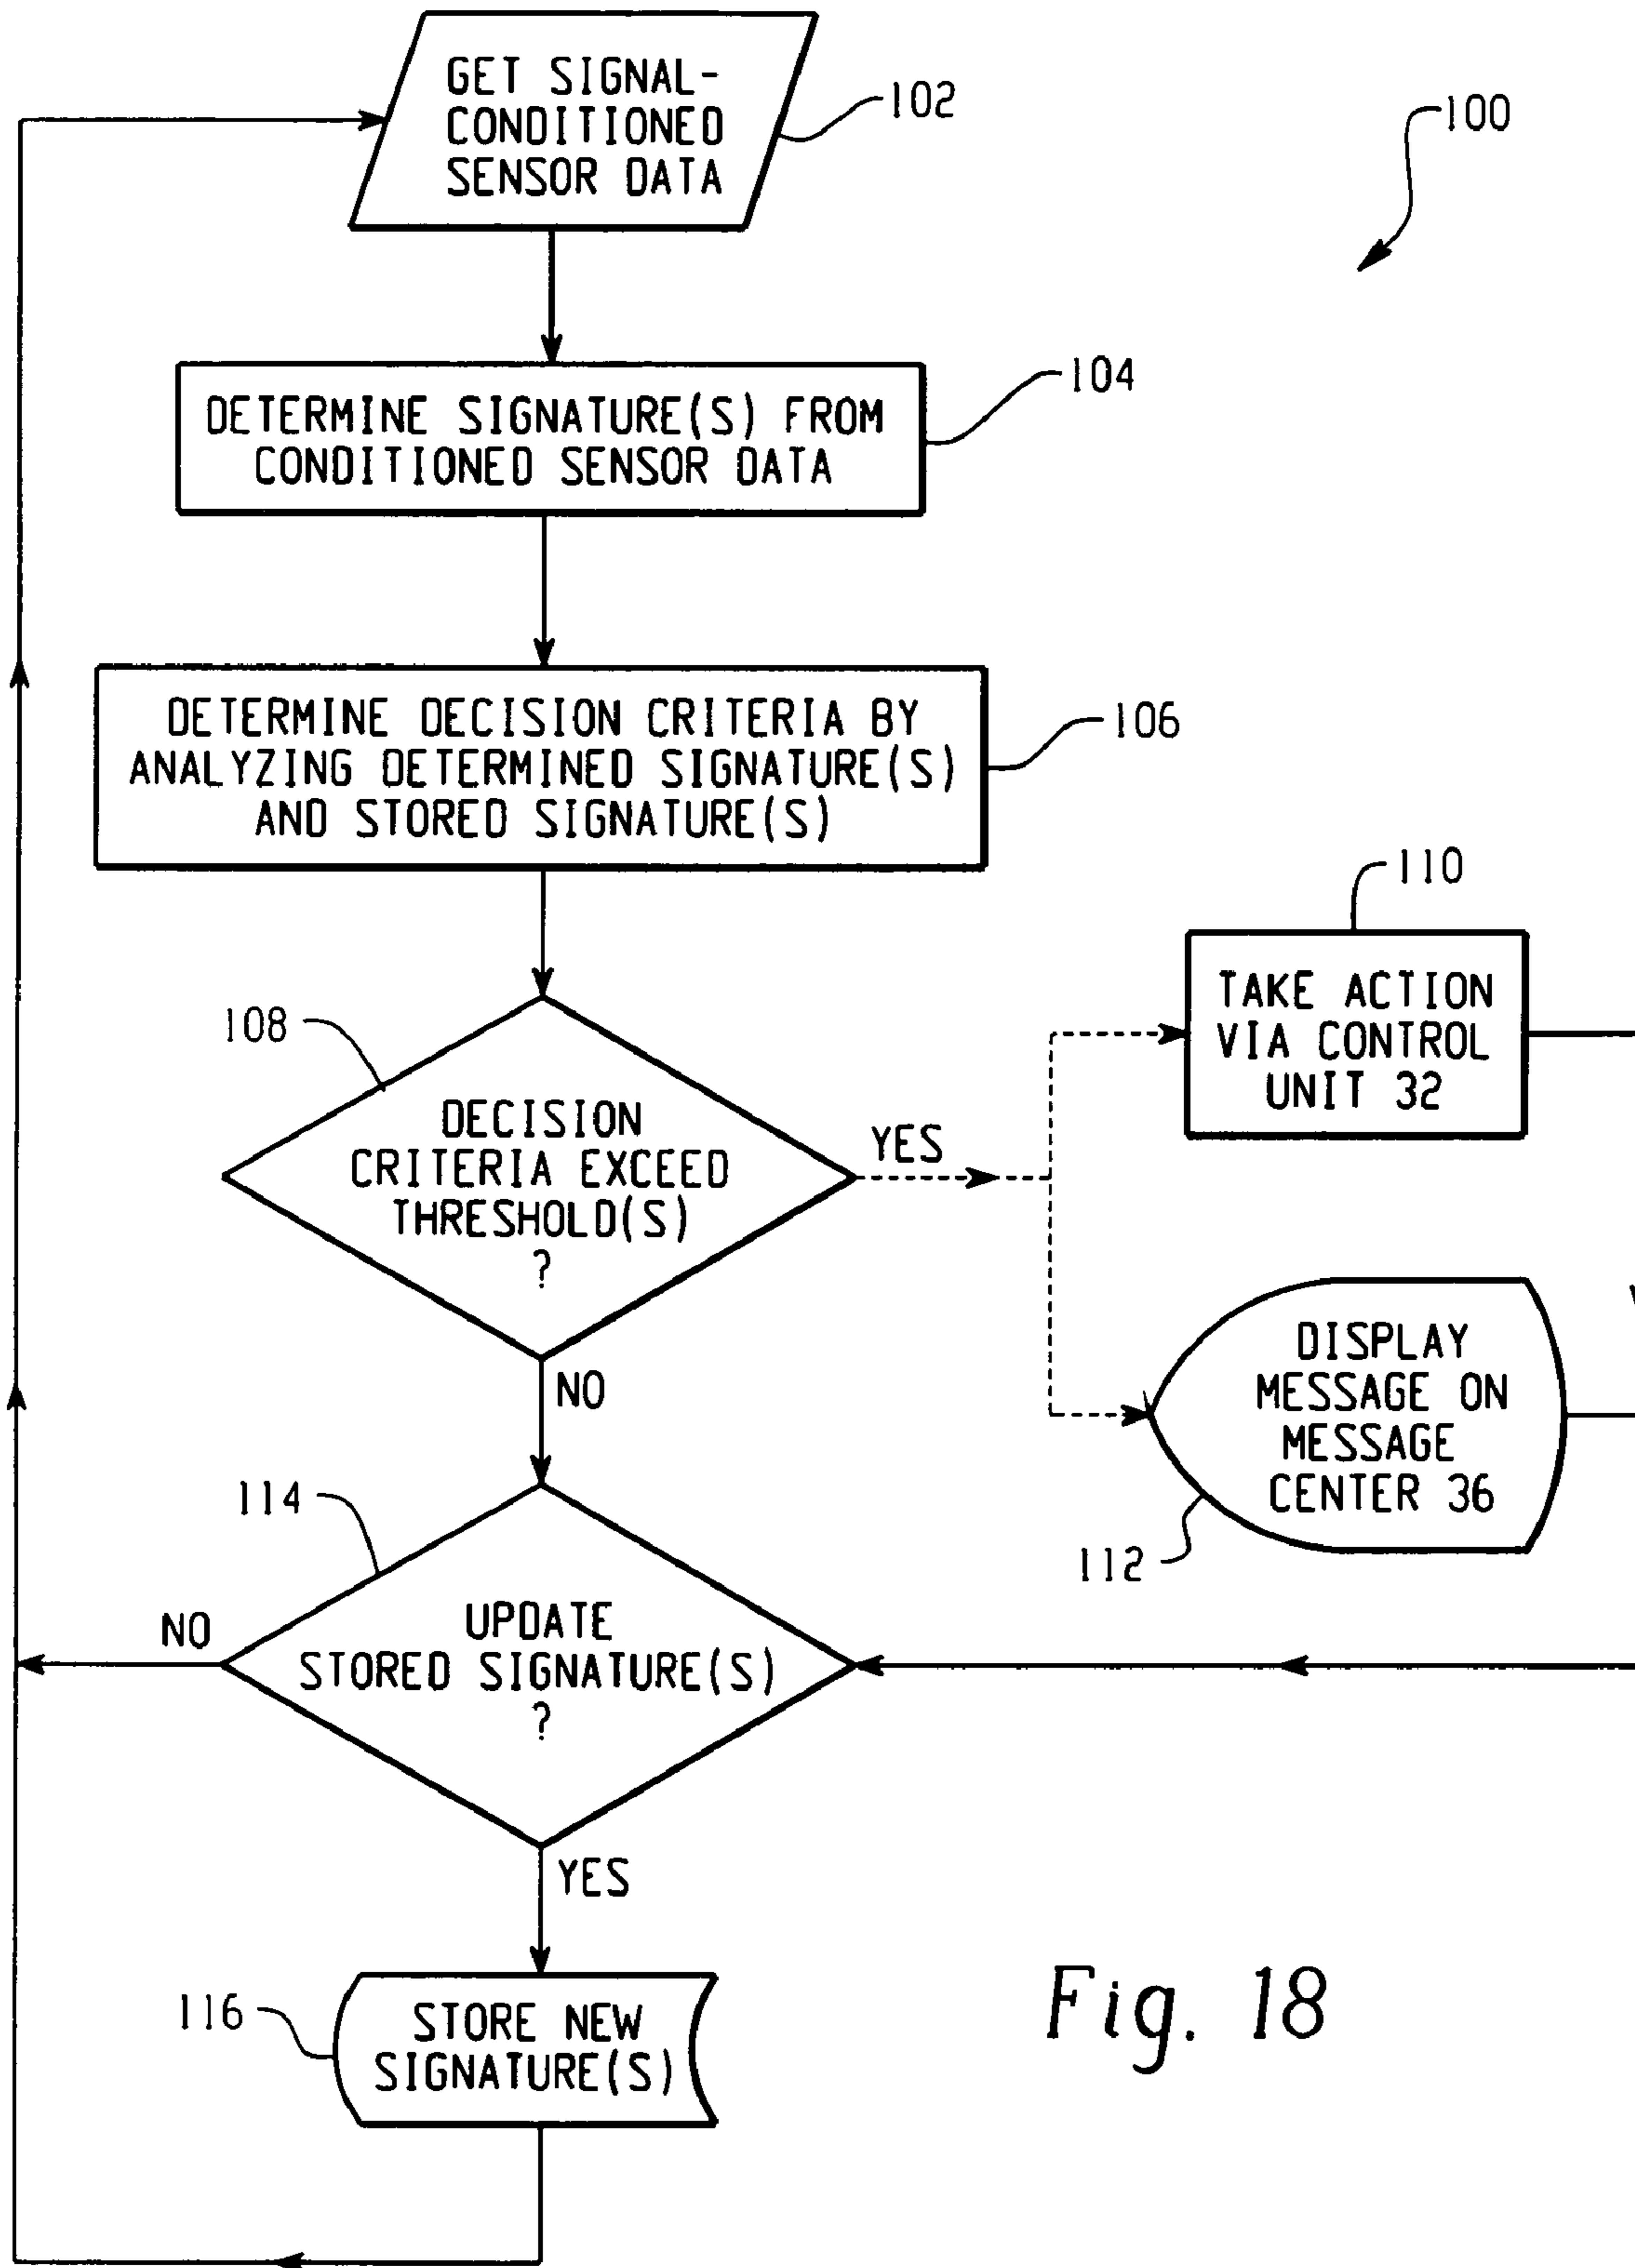 GET SIGNAL-
CONDITIONED
SENSOR DATA
102
100
104
DETERMINE SIGNATURE(S) FROM
CONDITIONED SENSOR DATA
106
DETERMINE DECISION CRITERIA BY
ANALYZING DETERMINED SIGNATURE(S)
AND STORED SIGNATURE(S)
110
TAKE ACTION
VIA CONTROL
UNIT 32
108
DECISION
CRITERIA EXCEED
THRESHOLD(S)
?
YES
NO
DISPLAY
MESSAGE ON
MESSAGE
CENTER 36
112
114
NO
UPDATE
STORED SIGNATURE(S)
?
YES
116
STORE NEW
SIGNATURE(S)
Fig. 18